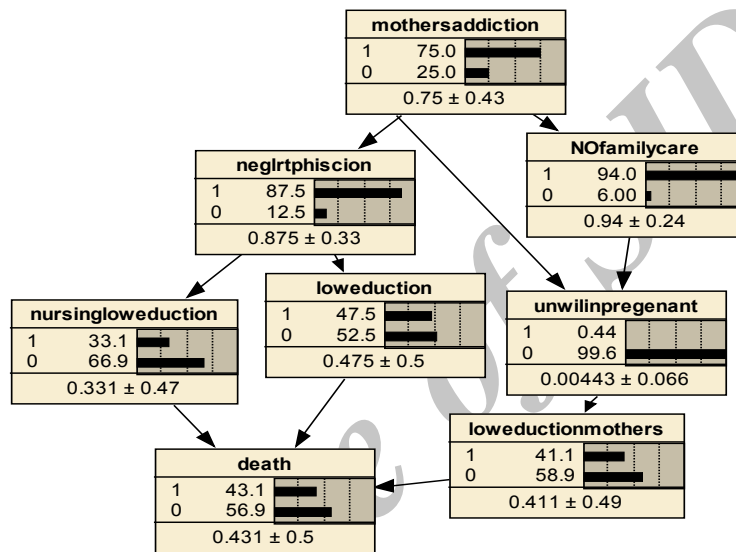 mothersaddiction
1 75.0
0 25.0
0.75 ± 0.43
neglrtphiscion
1 87.5
0 12.5
0.875 ± 0.33
NOfamilycare
1 94.0
0 6.00
0.94 ± 0.24
nursingloweduction
1 33.1
0 66.9
0.331 ± 0.47
loweduction
1 47.5
0 52.5
0.475 ± 0.5
unwilinpregenant
1 0.44
0 99.6
0.00443 ± 0.066
death
1 43.1
0 56.9
0.431 ± 0.5
loweductionmothers
1 41.1
0 58.9
0.411 ± 0.49
e of